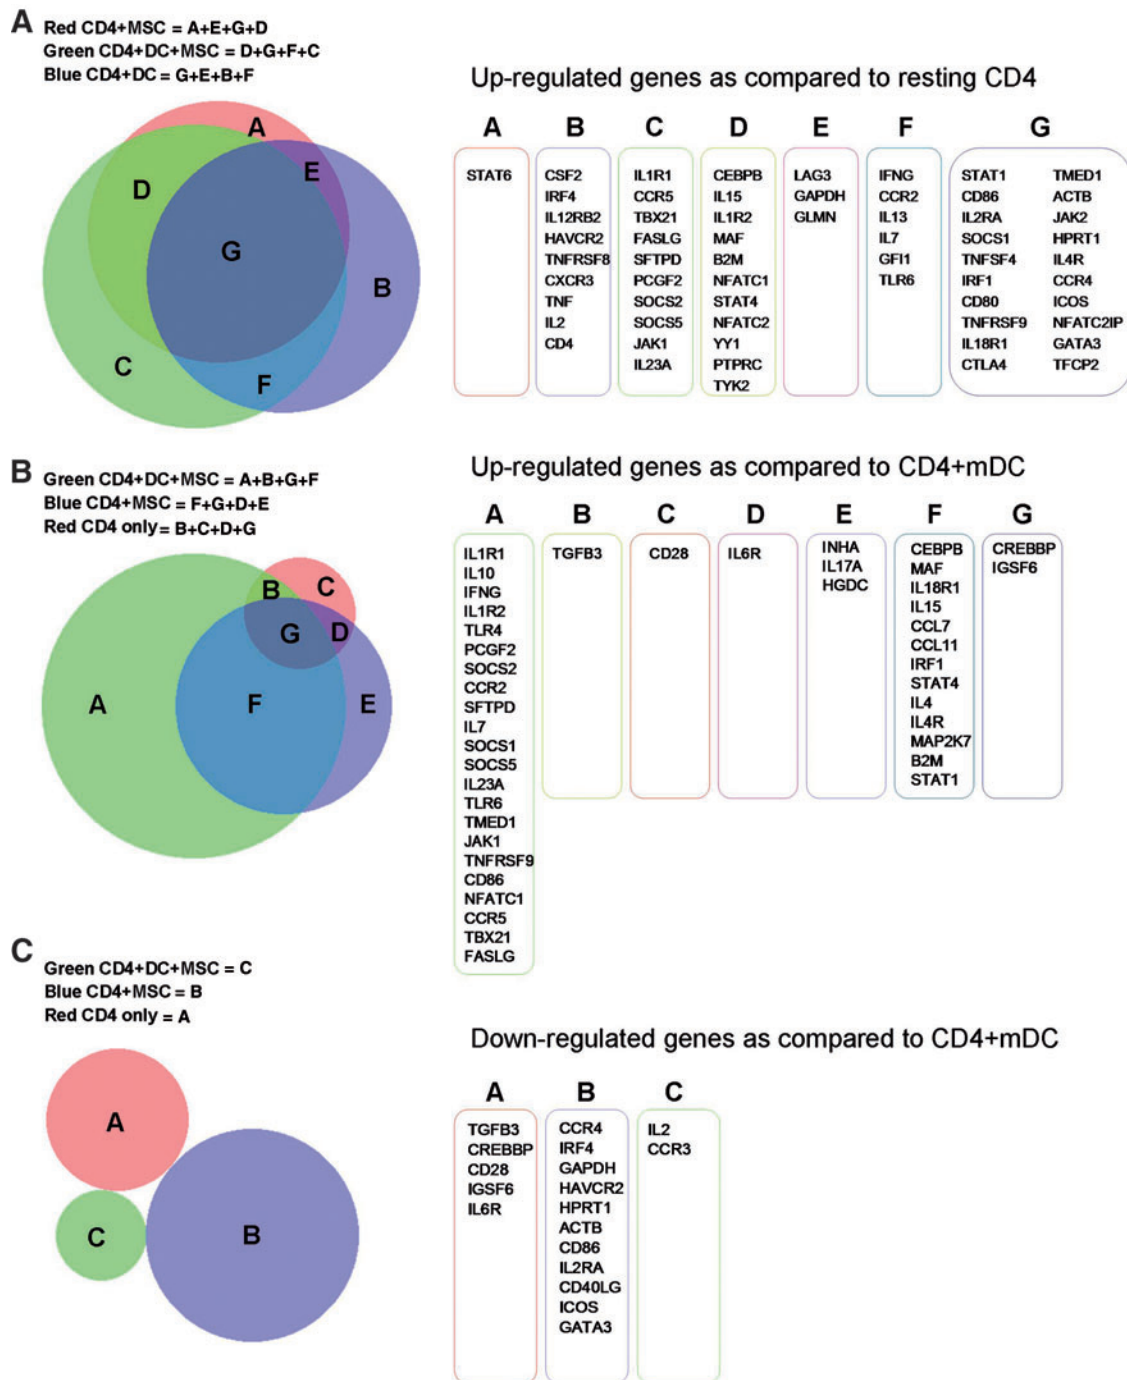 A
Red CD4+MSC = A+E+G+D
Green CD4+DC+MSC = D+G+F+C
Blue CD4+DC = G+E+B+F
A
E
D
G
B
C
F
Up-regulated genes as compared to resting CD4
A B C D E F G
STAT6 CSF2 IL1R1 CEBPB LAG3 IFNG STAT1 TMED1
IRF4 CCR5 IL15 GAPDH CCR2 CD86 ACTB
IL12RB2 TBX21 IL1R2 GLMN IL13 IL2RA JAK2
HAVCR2 FASLG MAF IL7 SOCS1 HPRT1
TNFRSF8 SFTPD B2M GFI1 TNFSF4 IL4R
CXCR3 PCGF2 NFATC1 TLR6 IRF1 CCR4
TNF SOCS2 STAT4 CD80 ICOS
IL2 SOCS5 NFATC2 TNFRSF9 NFATC2IP
CD4 JAK1 YY1 IL18R1 GATA3
IL23A PTPRC CTLA4 TFCP2
TYK2
B
Green CD4+DC+MSC = A+B+G+F
Blue CD4+MSC = F+G+D+E
Red CD4 only = B+C+D+G
B
C
G
D
A
F
E
Up-regulated genes as compared to CD4+mDC
A B C D E F G
IL1R1 TGFB3 CD28 IL6R INHA CEBPB CREBBP
IL10 IL17A MAF IGSF6
IFNG HGDC IL18R1
IL1R2 IL15
TLR4 CCL7
PCGF2 CCL11
SOCS2 IRF1
CCR2 STAT4
SFTPD IL4
IL7 IL4R
SOCS1 MAP2K7
SOCS5 B2M
IL23A STAT1
TLR6
TMED1
JAK1
TNFRSF9
CD86
NFATC1
CCR5
TBX21
FASLG
C
Green CD4+DC+MSC = C
Blue CD4+MSC = B
Red CD4 only = A
A
C
B
Down-regulated genes as compared to CD4+mDC
A B C
TGFB3 CCR4 IL2
CREBBP IRF4 CCR3
CD28 GAPDH
IGSF6 HAVCR2
IL6R HPRT1
ACTB
CD86
IL2RA
CD40LG
ICOS
GATA3